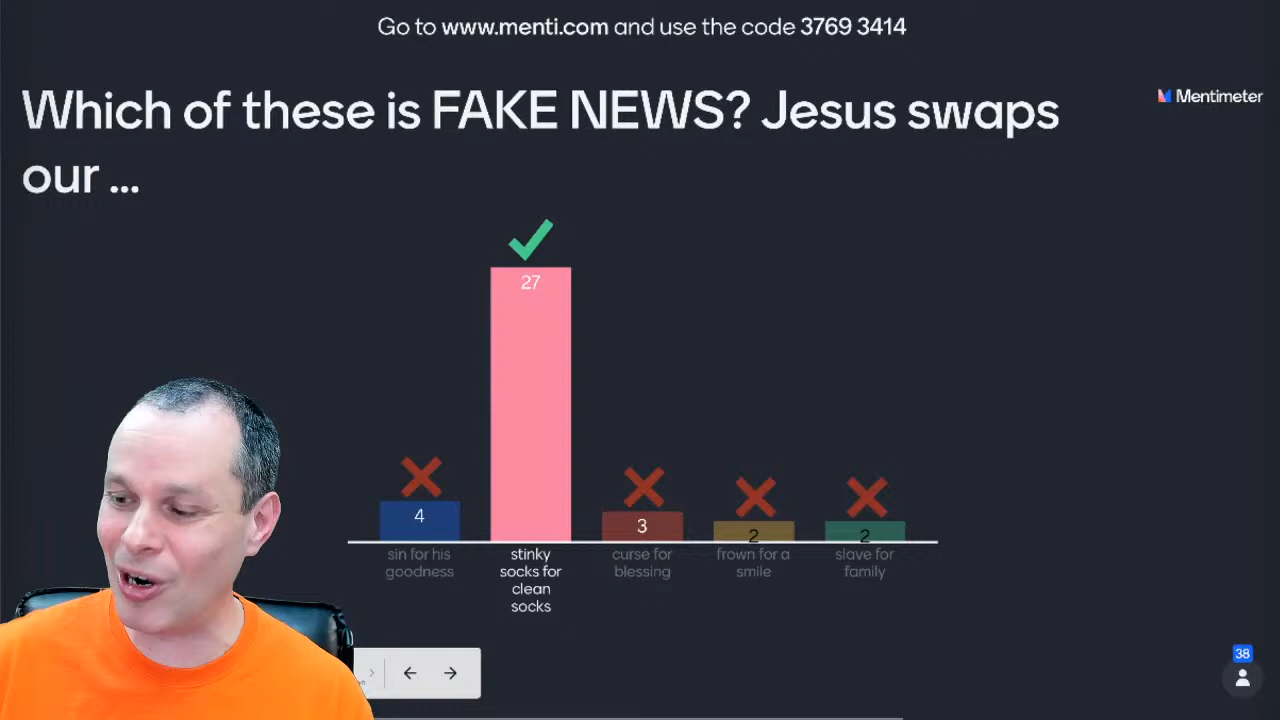 Go to www.menti.com and use the code 3769 3414
Which of these is FAKE NEWS? Jesus swaps
our ...
Mentimeter
27
4
3
2
2
sin for his
goodness
stinky
socks for
clean
socks
curse for
blessing
frown for a
smile
slave for
family
38